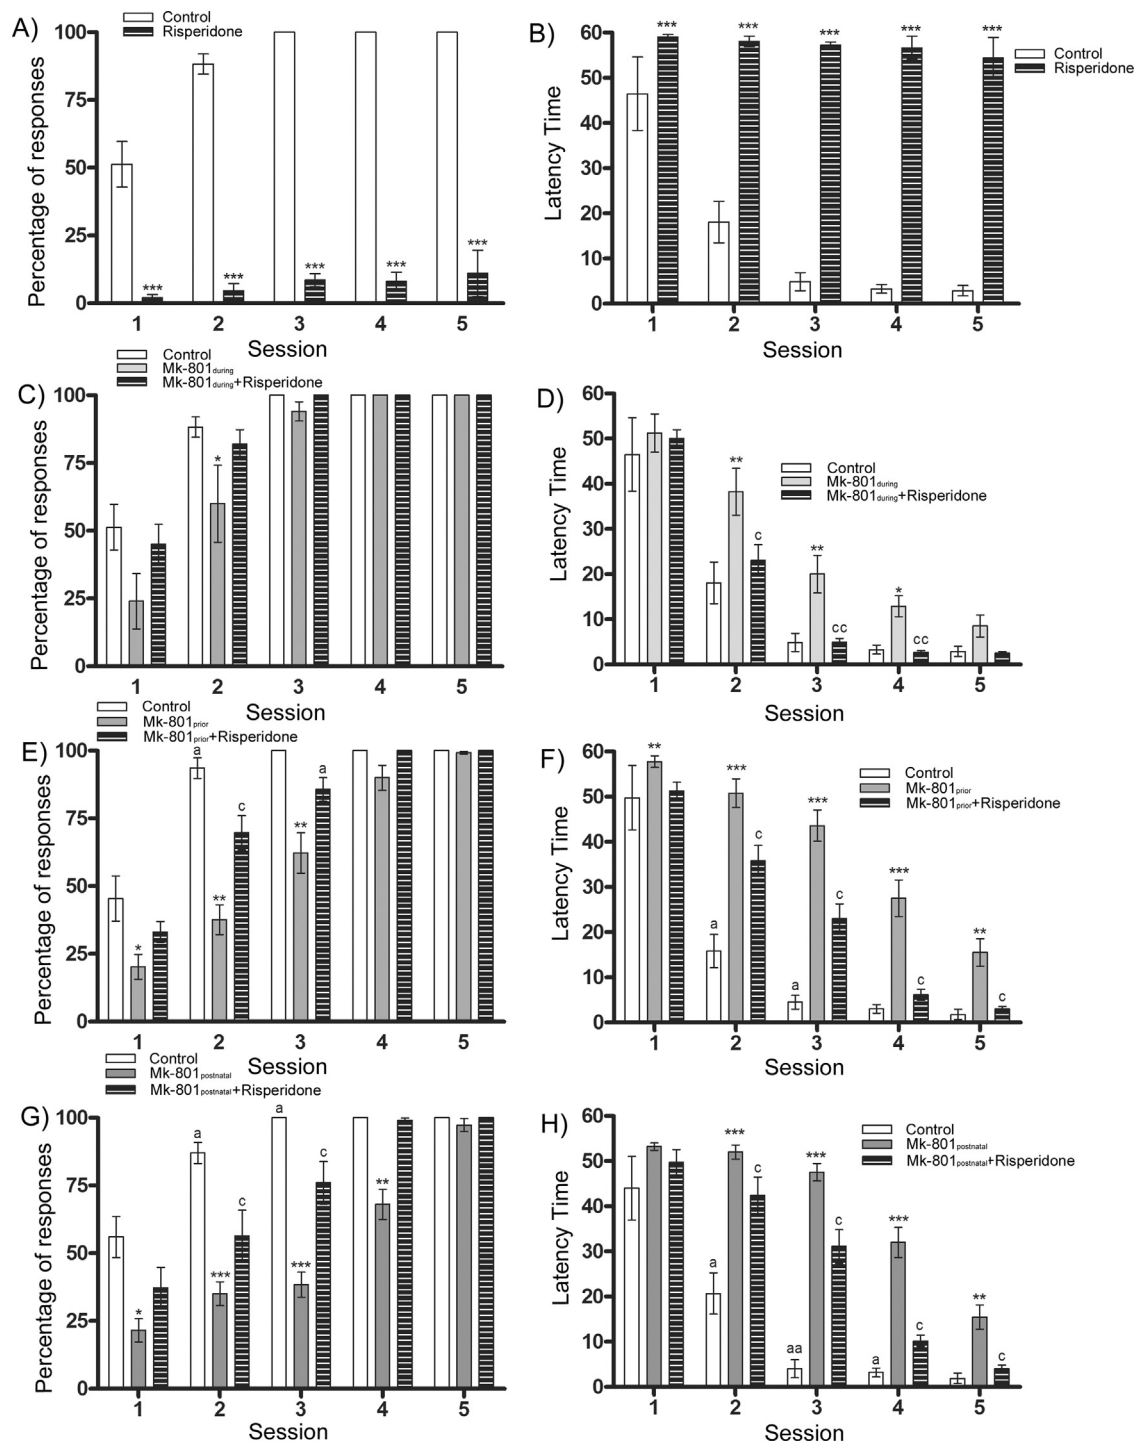 A)
Control
Risperidone
Percentage of responses
100
75
50
25
0
***
***
***
***
***
1 2 3 4 5
Session
B)
Control
Risperidone
Latency Time
60
50
40
30
20
10
0
***
***
***
***
***
1 2 3 4 5
Session
C)
Control
Mk-801during
Mk-801during+Risperidone
Percentage of responses
100
75
50
25
0
*
1 2 3 4 5
Session
D)
Control
Mk-801during
Mk-801during+Risperidone
Latency Time
60
50
40
30
20
10
0
**
c
**
cc
*
cc
1 2 3 4 5
Session
E)
Control
Mk-801prior
Mk-801prior+Risperidone
Percentage of responses
100
75
50
25
0
*
a
**
c
**
a
1 2 3 4 5
Session
F)
Control
Mk-801prior
Mk-801prior+Risperidone
Latency Time
60
50
40
30
20
10
0
**
a
***
c
a
***
c
***
c
**
c
1 2 3 4 5
Session
G)
Control
Mk-801postnatal
Mk-801postnatal+Risperidone
Percentage of responses
100
75
50
25
0
*
a
***
c
a
***
c
**
1 2 3 4 5
Session
H)
Control
Mk-801postnatal
Mk-801postnatal+Risperidone
Latency Time
60
50
40
30
20
10
0
a
***
c
aa
***
c
a
***
c
**
c
1 2 3 4 5
Session